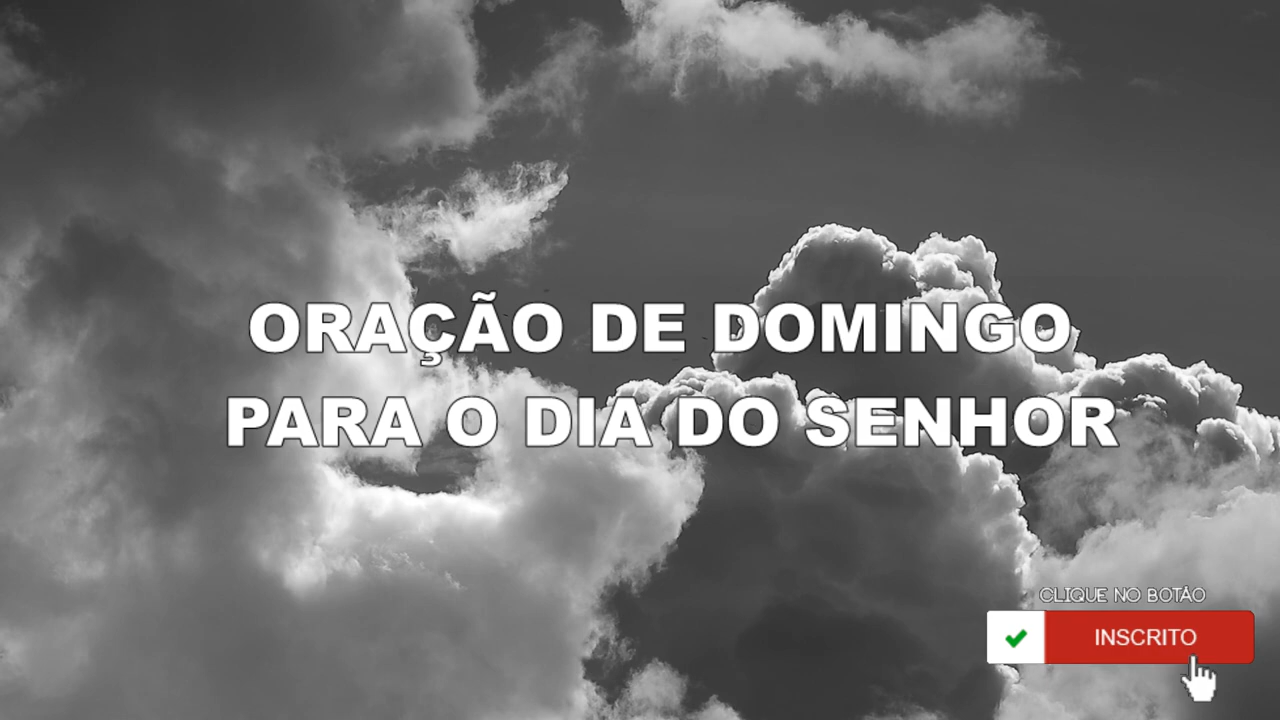 ORAÇÃO DE DOMINGO
PARA O DIA DO SENHOR
CLIQUE NO BOTÃO
INSCRITO